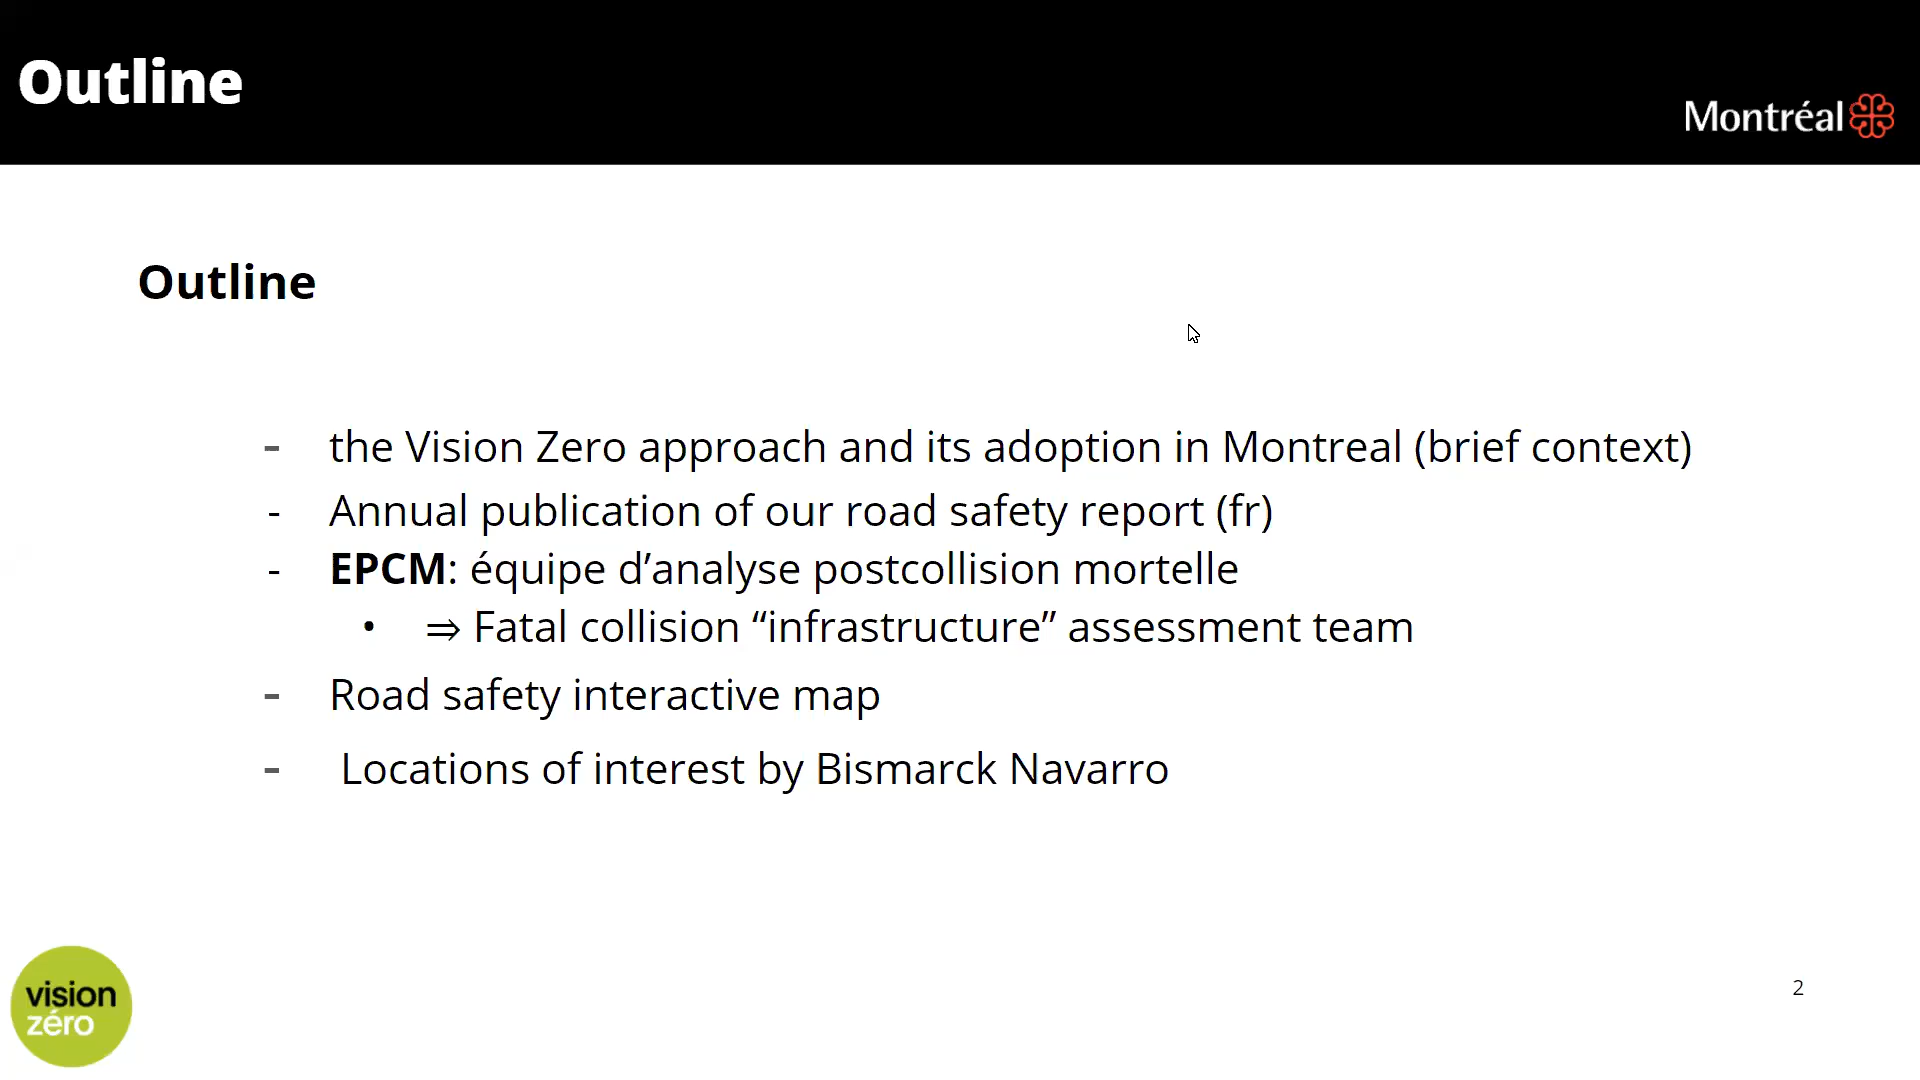 Outline
Montréal
Outline
- the Vision Zero approach and its adoption in Montreal (brief context)
- Annual publication of our road safety report (fr)
- EPCM: équipe d’analyse postcollision mortelle
• ⇒ Fatal collision “infrastructure” assessment team
- Road safety interactive map
- Locations of interest by Bismarck Navarro
vision
zéro
2